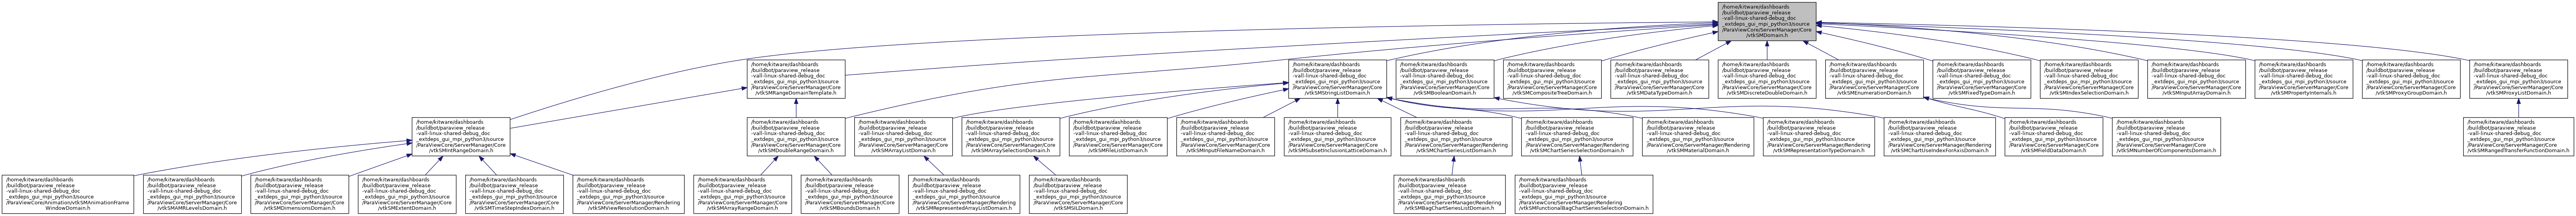 /home/kitware/dashboards
/buildbot/paraview_release
-vall-linux-shared-debug_doc
_extdeps_gui_mpi_python3/source
/ParaViewCore/ServerManager/Core
/vtkSMDomain.h
/home/kitware/dashboards
/buildbot/paraview_release
-vall-linux-shared-debug_doc
_extdeps_gui_mpi_python3/source
/ParaViewCore/ServerManager/Core
/vtkSMRangeDomainTemplate.h
/home/kitware/dashboards
/buildbot/paraview_release
-vall-linux-shared-debug_doc
_extdeps_gui_mpi_python3/source
/ParaViewCore/ServerManager/Core
/vtkSMStringListDomain.h
/home/kitware/dashboards
/buildbot/paraview_release
-vall-linux-shared-debug_doc
_extdeps_gui_mpi_python3/source
/ParaViewCore/ServerManager/Core
/vtkSMBooleanDomain.h
/home/kitware/dashboards
/buildbot/paraview_release
-vall-linux-shared-debug_doc
_extdeps_gui_mpi_python3/source
/ParaViewCore/ServerManager/Core
/vtkSMCompositeTreeDomain.h
/home/kitware/dashboards
/buildbot/paraview_release
-vall-linux-shared-debug_doc
_extdeps_gui_mpi_python3/source
/ParaViewCore/ServerManager/Core
/vtkSMDataTypeDomain.h
/home/kitware/dashboards
/buildbot/paraview_release
-vall-linux-shared-debug_doc
_extdeps_gui_mpi_python3/source
/ParaViewCore/ServerManager/Core
/vtkSMDiscreteDoubleDomain.h
/home/kitware/dashboards
/buildbot/paraview_release
-vall-linux-shared-debug_doc
_extdeps_gui_mpi_python3/source
/ParaViewCore/ServerManager/Core
/vtkSMEnumerationDomain.h
/home/kitware/dashboards
/buildbot/paraview_release
-vall-linux-shared-debug_doc
_extdeps_gui_mpi_python3/source
/ParaViewCore/ServerManager/Core
/vtkSMFixedTypeDomain.h
/home/kitware/dashboards
/buildbot/paraview_release
-vall-linux-shared-debug_doc
_extdeps_gui_mpi_python3/source
/ParaViewCore/ServerManager/Core
/vtkSMIndexSelectionDomain.h
/home/kitware/dashboards
/buildbot/paraview_release
-vall-linux-shared-debug_doc
_extdeps_gui_mpi_python3/source
/ParaViewCore/ServerManager/Core
/vtkSMInputArrayDomain.h
/home/kitware/dashboards
/buildbot/paraview_release
-vall-linux-shared-debug_doc
_extdeps_gui_mpi_python3/source
/ParaViewCore/ServerManager/Core
/vtkSMPropertyInternals.h
/home/kitware/dashboards
/buildbot/paraview_release
-vall-linux-shared-debug_doc
_extdeps_gui_mpi_python3/source
/ParaViewCore/ServerManager/Core
/vtkSMProxyGroupDomain.h
/home/kitware/dashboards
/buildbot/paraview_release
-vall-linux-shared-debug_doc
_extdeps_gui_mpi_python3/source
/ParaViewCore/ServerManager/Core
/vtkSMProxyListDomain.h
/home/kitware/dashboards
/buildbot/paraview_release
-vall-linux-shared-debug_doc
_extdeps_gui_mpi_python3/source
/ParaViewCore/ServerManager/Core
/vtkSMIntRangeDomain.h
/home/kitware/dashboards
/buildbot/paraview_release
-vall-linux-shared-debug_doc
_extdeps_gui_mpi_python3/source
/ParaViewCore/ServerManager/Core
/vtkSMDoubleRangeDomain.h
/home/kitware/dashboards
/buildbot/paraview_release
-vall-linux-shared-debug_doc
_extdeps_gui_mpi_python3/source
/ParaViewCore/ServerManager/Core
/vtkSMArrayListDomain.h
/home/kitware/dashboards
/buildbot/paraview_release
-vall-linux-shared-debug_doc
_extdeps_gui_mpi_python3/source
/ParaViewCore/ServerManager/Core
/vtkSMArraySelectionDomain.h
/home/kitware/dashboards
/buildbot/paraview_release
-vall-linux-shared-debug_doc
_extdeps_gui_mpi_python3/source
/ParaViewCore/ServerManager/Core
/vtkSMFileListDomain.h
/home/kitware/dashboards
/buildbot/paraview_release
-vall-linux-shared-debug_doc
_extdeps_gui_mpi_python3/source
/ParaViewCore/ServerManager/Core
/vtkSMInputFileNameDomain.h
/home/kitware/dashboards
/buildbot/paraview_release
-vall-linux-shared-debug_doc
_extdeps_gui_mpi_python3/source
/ParaViewCore/ServerManager/Core
/vtkSMSubsetInclusionLatticeDomain.h
/home/kitware/dashboards
/buildbot/paraview_release
-vall-linux-shared-debug_doc
_extdeps_gui_mpi_python3/source
/ParaViewCore/ServerManager/Rendering
/vtkSMChartSeriesListDomain.h
/home/kitware/dashboards
/buildbot/paraview_release
-vall-linux-shared-debug_doc
_extdeps_gui_mpi_python3/source
/ParaViewCore/ServerManager/Rendering
/vtkSMChartSeriesSelectionDomain.h
/home/kitware/dashboards
/buildbot/paraview_release
-vall-linux-shared-debug_doc
_extdeps_gui_mpi_python3/source
/ParaViewCore/ServerManager/Rendering
/vtkSMMaterialDomain.h
/home/kitware/dashboards
/buildbot/paraview_release
-vall-linux-shared-debug_doc
_extdeps_gui_mpi_python3/source
/ParaViewCore/ServerManager/Rendering
/vtkSMRepresentationTypeDomain.h
/home/kitware/dashboards
/buildbot/paraview_release
-vall-linux-shared-debug_doc
_extdeps_gui_mpi_python3/source
/ParaViewCore/ServerManager/Rendering
/vtkSMChartUseIndexForAxisDomain.h
/home/kitware/dashboards
/buildbot/paraview_release
-vall-linux-shared-debug_doc
_extdeps_gui_mpi_python3/source
/ParaViewCore/ServerManager/Core
/vtkSMFieldDataDomain.h
/home/kitware/dashboards
/buildbot/paraview_release
-vall-linux-shared-debug_doc
_extdeps_gui_mpi_python3/source
/ParaViewCore/ServerManager/Core
/vtkSMNumberOfComponentsDomain.h
/home/kitware/dashboards
/buildbot/paraview_release
-vall-linux-shared-debug_doc
_extdeps_gui_mpi_python3/source
/ParaViewCore/ServerManager/Core
/vtkSMRangedTransferFunctionDomain.h
/home/kitware/dashboards
/buildbot/paraview_release
-vall-linux-shared-debug_doc
_extdeps_gui_mpi_python3/source
/ParaViewCore/Animation/vtkSMAnimationFrame
WindowDomain.h
/home/kitware/dashboards
/buildbot/paraview_release
-vall-linux-shared-debug_doc
_extdeps_gui_mpi_python3/source
/ParaViewCore/ServerManager/Core
/vtkSMAMRLevelsDomain.h
/home/kitware/dashboards
/buildbot/paraview_release
-vall-linux-shared-debug_doc
_extdeps_gui_mpi_python3/source
/ParaViewCore/ServerManager/Core
/vtkSMDimensionsDomain.h
/home/kitware/dashboards
/buildbot/paraview_release
-vall-linux-shared-debug_doc
_extdeps_gui_mpi_python3/source
/ParaViewCore/ServerManager/Core
/vtkSMExtentDomain.h
/home/kitware/dashboards
/buildbot/paraview_release
-vall-linux-shared-debug_doc
_extdeps_gui_mpi_python3/source
/ParaViewCore/ServerManager/Core
/vtkSMTimeStepIndexDomain.h
/home/kitware/dashboards
/buildbot/paraview_release
-vall-linux-shared-debug_doc
_extdeps_gui_mpi_python3/source
/ParaViewCore/ServerManager/Rendering
/vtkSMViewResolutionDomain.h
/home/kitware/dashboards
/buildbot/paraview_release
-vall-linux-shared-debug_doc
_extdeps_gui_mpi_python3/source
/ParaViewCore/ServerManager/Core
/vtkSMArrayRangeDomain.h
/home/kitware/dashboards
/buildbot/paraview_release
-vall-linux-shared-debug_doc
_extdeps_gui_mpi_python3/source
/ParaViewCore/ServerManager/Core
/vtkSMBoundsDomain.h
/home/kitware/dashboards
/buildbot/paraview_release
-vall-linux-shared-debug_doc
_extdeps_gui_mpi_python3/source
/ParaViewCore/ServerManager/Rendering
/vtkSMRepresentedArrayListDomain.h
/home/kitware/dashboards
/buildbot/paraview_release
-vall-linux-shared-debug_doc
_extdeps_gui_mpi_python3/source
/ParaViewCore/ServerManager/Core
/vtkSMSILDomain.h
/home/kitware/dashboards
/buildbot/paraview_release
-vall-linux-shared-debug_doc
_extdeps_gui_mpi_python3/source
/ParaViewCore/ServerManager/Rendering
/vtkSMBagChartSeriesListDomain.h
/home/kitware/dashboards
/buildbot/paraview_release
-vall-linux-shared-debug_doc
_extdeps_gui_mpi_python3/source
/ParaViewCore/ServerManager/Rendering
/vtkSMFunctionalBagChartSeriesSelectionDomain.h